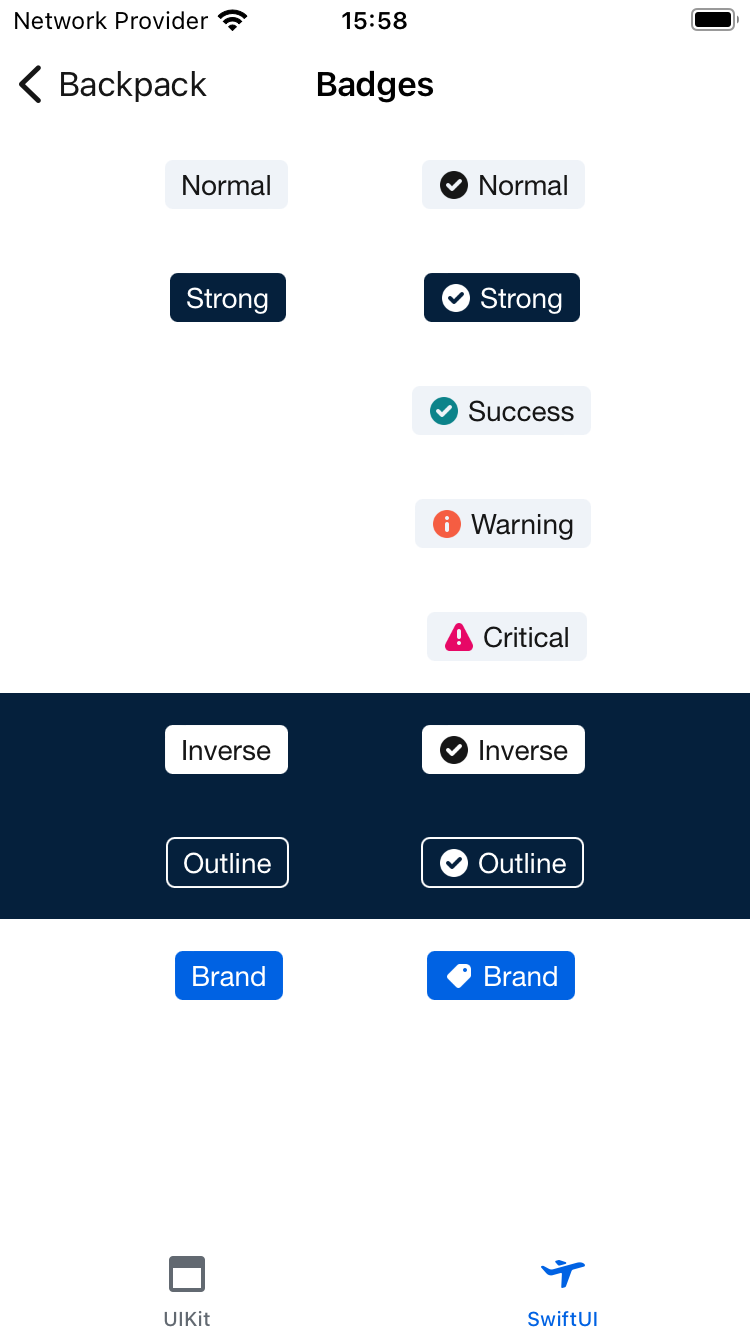 Network Provider 15:58
Backpack Badges
Normal Normal
Strong Strong
Success
Warning
Critical
Inverse Inverse
Outline Outline
Brand Brand
UIKit SwiftUI